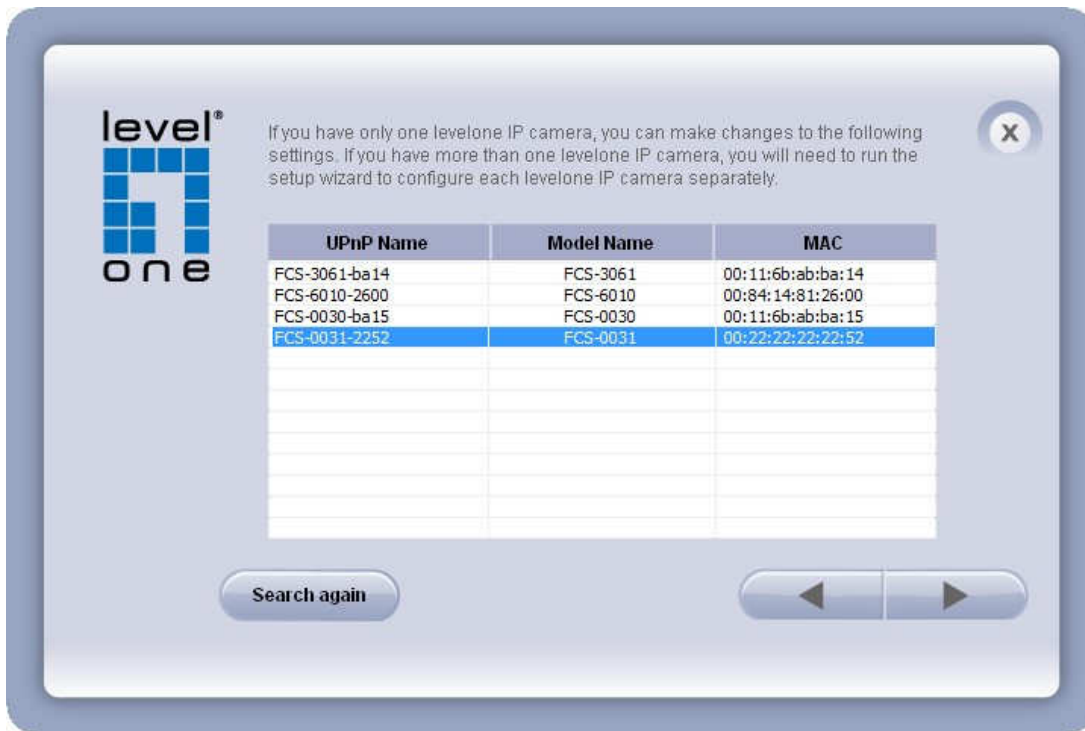 level®
one
If you have only one levelone IP camera, you can make changes to the following
settings. If you have more than one levelone IP camera, you will need to run the
setup wizard to configure each levelone IP camera separately.
X
UPnP Name Model Name MAC
FCS-3061-ba14 FCS-3061 00:11:6b:ab:ba:14
FCS-6010-2600 FCS-6010 00:84:14:81:26:00
FCS-0030-ba15 FCS-0030 00:11:6b:ab:ba:15
FCS-0031-2252 FCS-0031 00:22:22:22:22:52
Search again